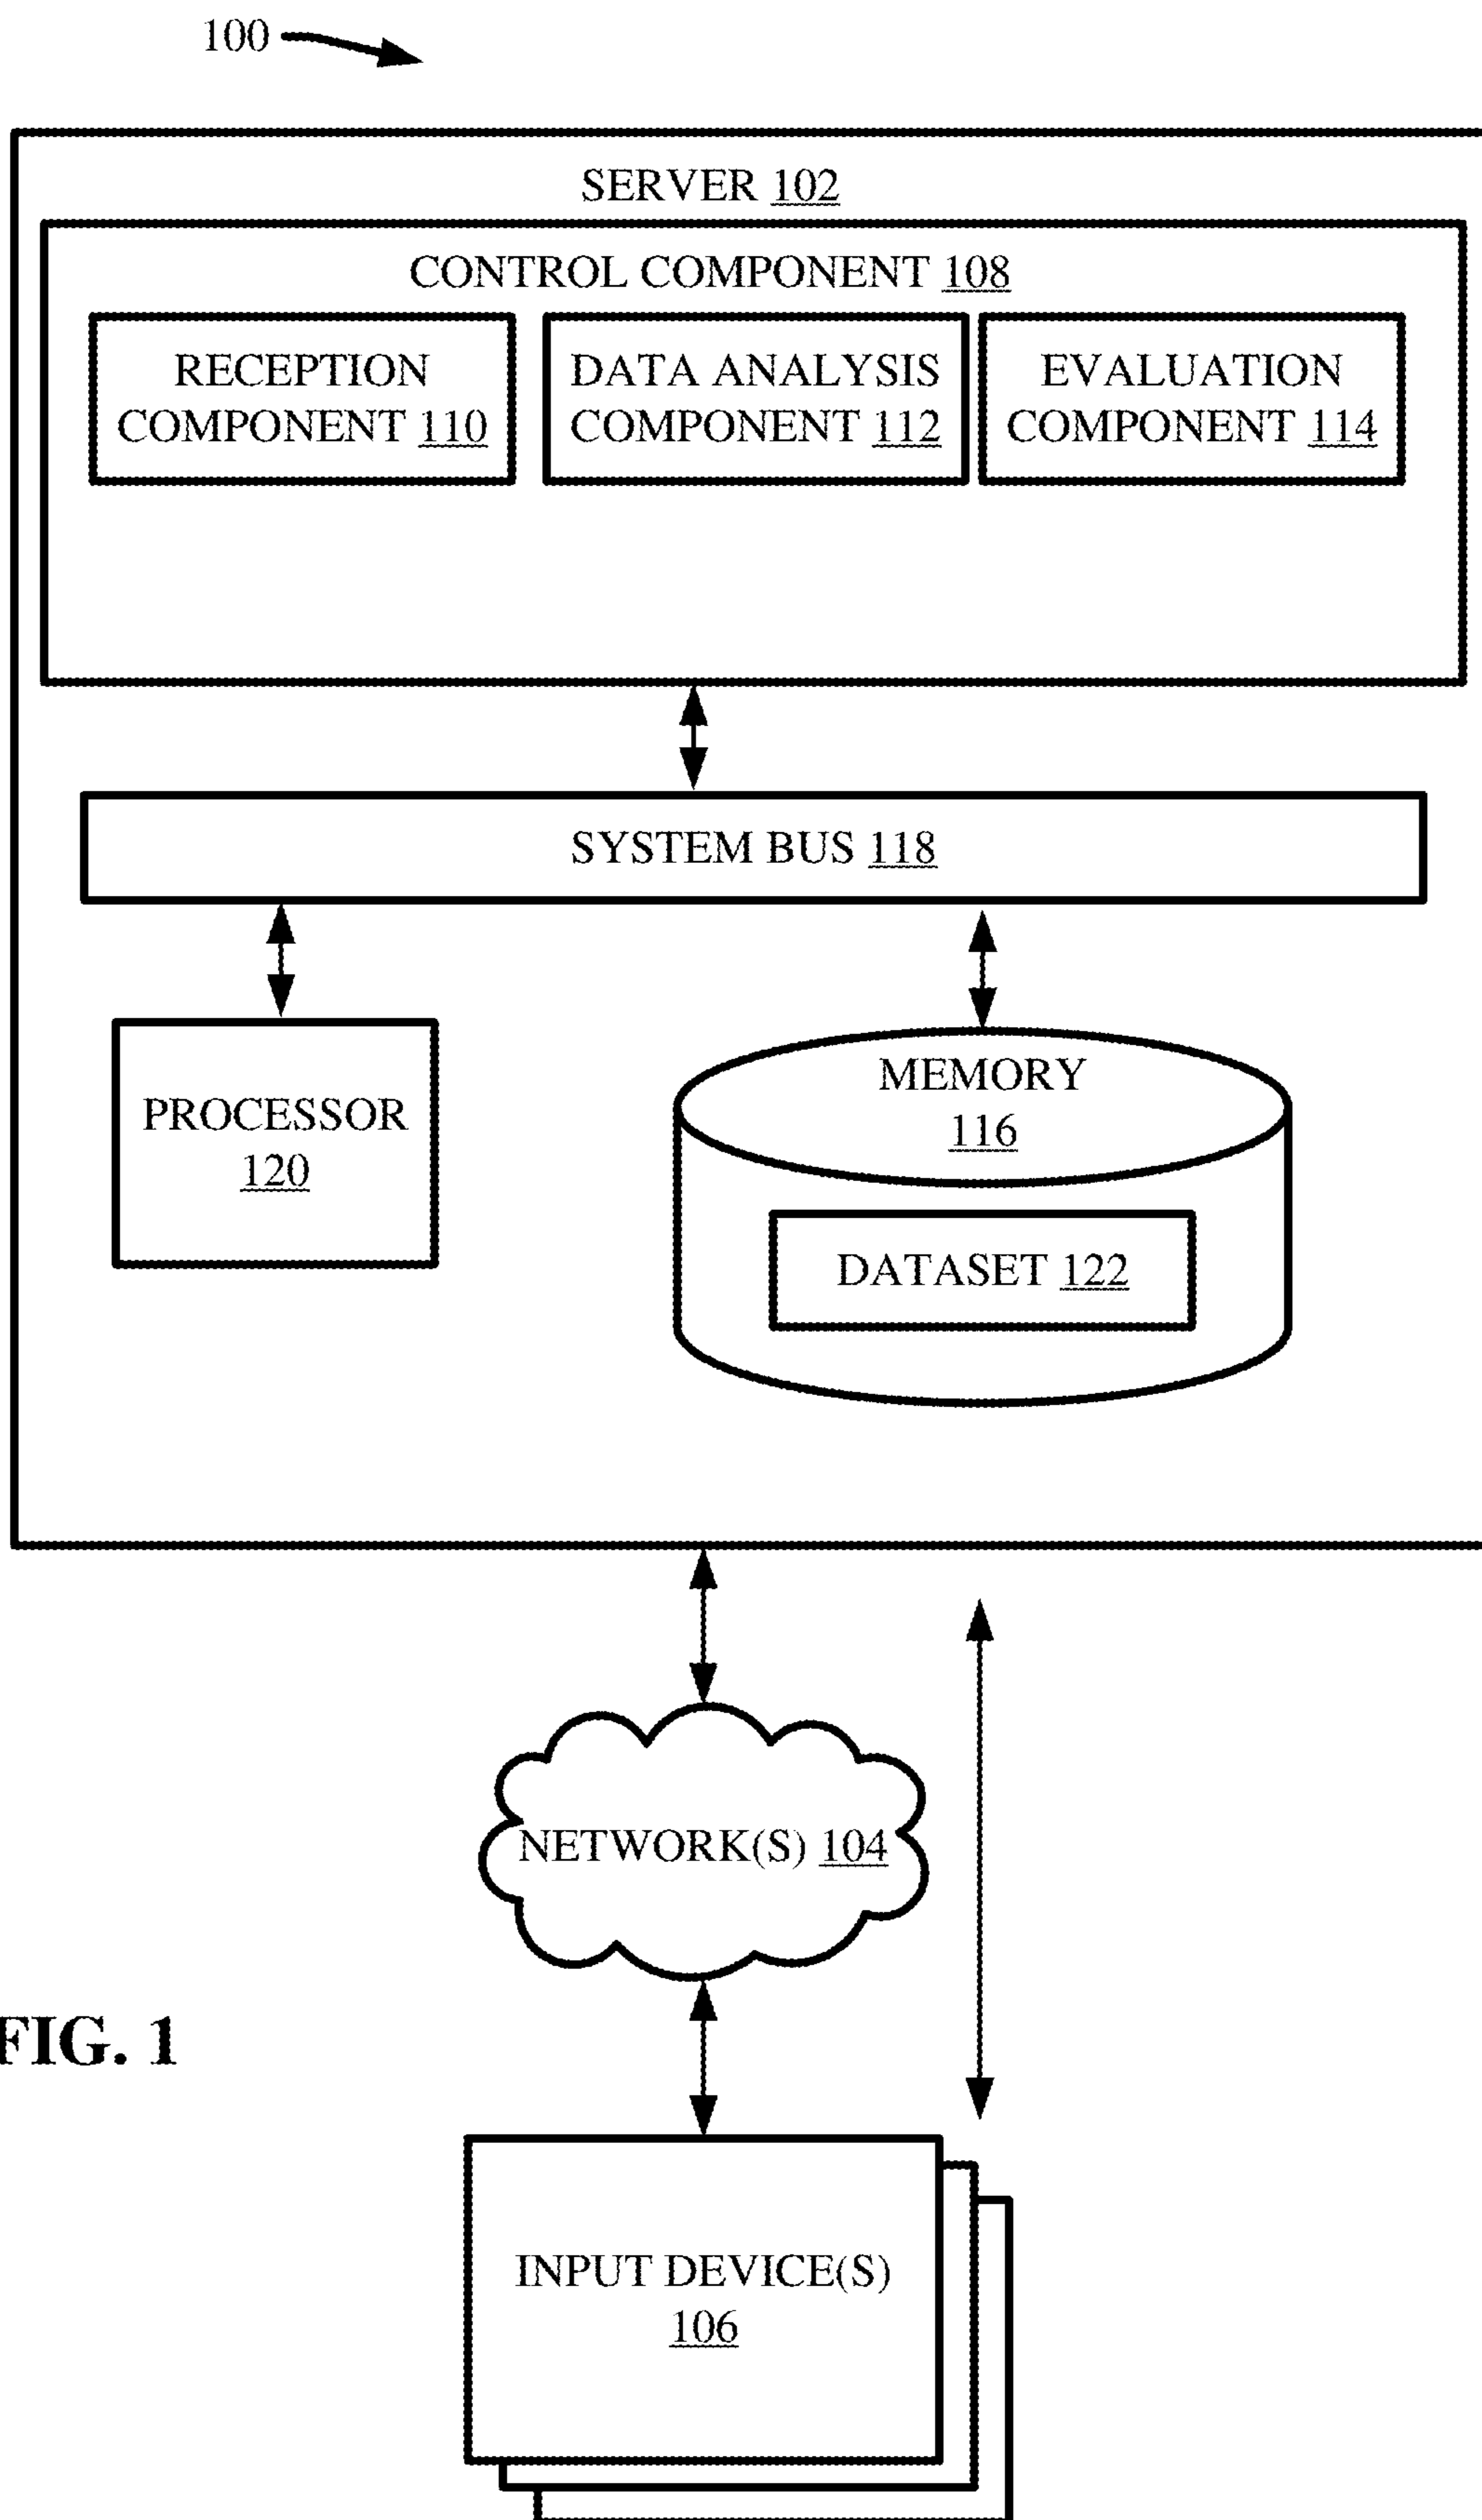 100
SERVER 102
CONTROL COMPONENT 108
RECEPTION
COMPONENT 110
DATA ANALYSIS
COMPONENT 112
EVALUATION
COMPONENT 114
SYSTEM BUS 118
PROCESSOR
120
MEMORY
116
DATASET 122
NETWORK(S) 104
FIG. 1
INPUT DEVICE(S)
106